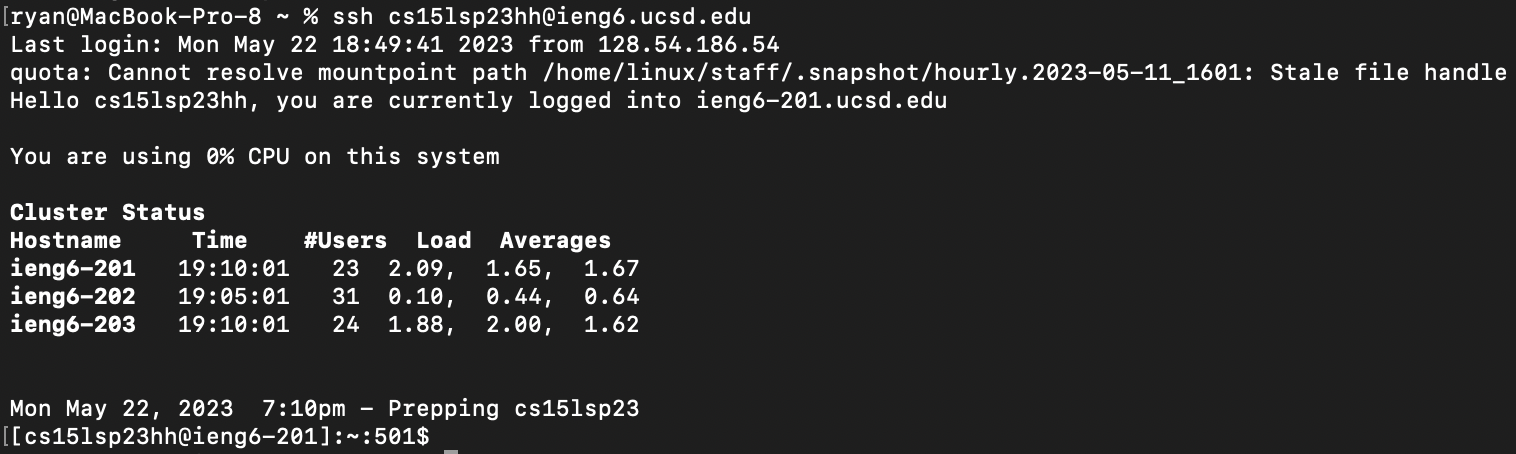 [ryan@MacBook-Pro-8 ~ % ssh cs15lsp23hh@ieng6.ucsd.edu
Last login: Mon May 22 18:49:41 2023 from 128.54.186.54
quota: Cannot resolve mountpoint path /home/linux/staff/.snapshot/hourly.2023-05-11_1601: Stale file handle
Hello cs15lsp23hh, you are currently logged into ieng6-201.ucsd.edu
You are using 0% CPU on this system
Cluster Status
Hostname     Time    #Users  Load  Averages
ieng6-201   19:10:01   23  2.09,  1.65,  1.67
ieng6-202   19:05:01   31  0.10,  0.44,  0.64
ieng6-203   19:10:01   24  1.88,  2.00,  1.62
Mon May 22, 2023  7:10pm - Prepping cs15lsp23
[[cs15lsp23hh@ieng6-201]:~:501$